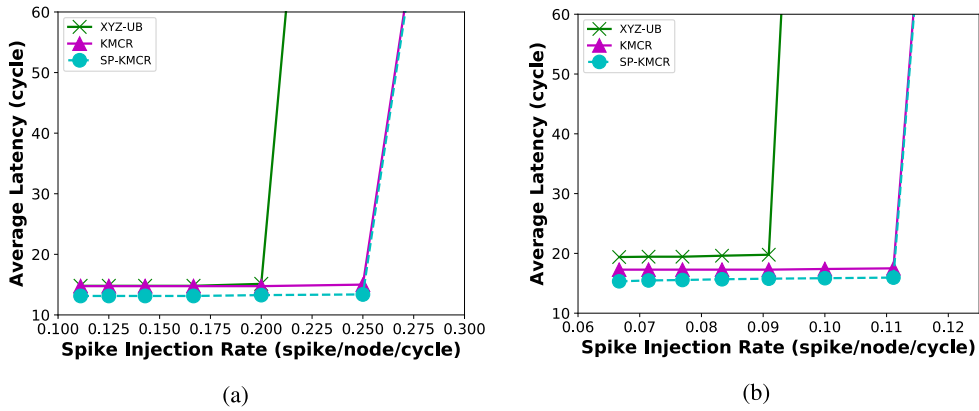 60
50
40
30
20
10
Average Latency (cycle)
XYZ-UB
KMCR
SP-KMCR
0.100 0.125 0.150 0.175 0.200 0.225 0.250 0.275 0.300
Spike Injection Rate (spike/node/cycle)
(a)
60
50
40
30
20
10
Average Latency (cycle)
XYZ-UB
KMCR
SP-KMCR
0.06 0.07 0.08 0.09 0.10 0.11 0.12
Spike Injection Rate (spike/node/cycle)
(b)